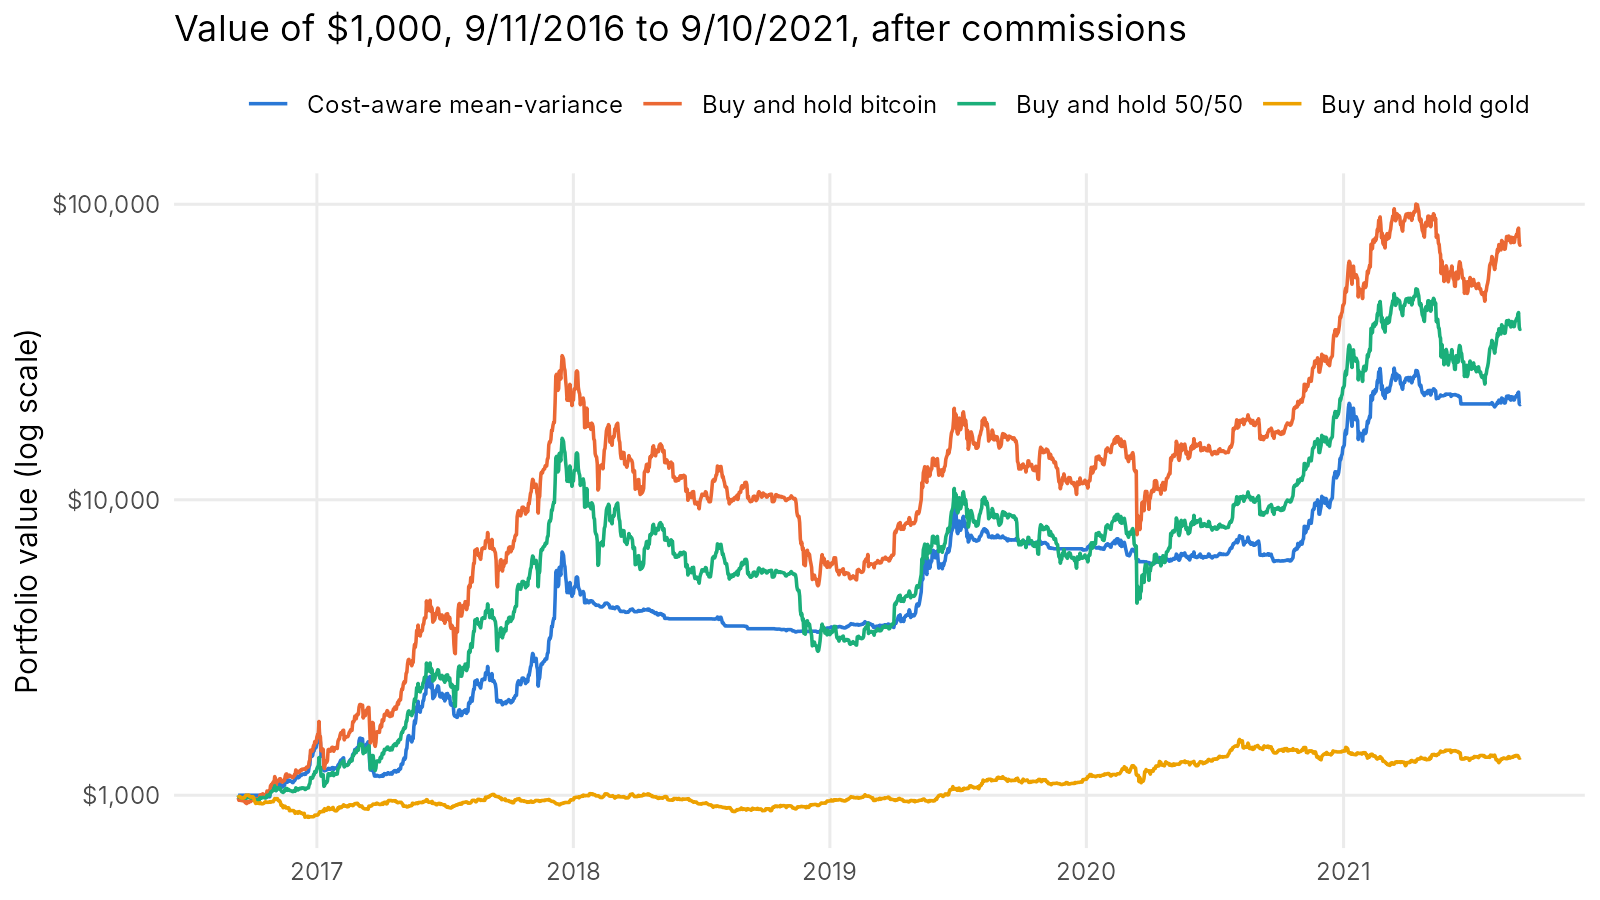 Value of $1,000, 9/11/2016 to 9/10/2021, after commissions
Cost-aware mean-variance Buy and hold bitcoin Buy and hold 50/50 Buy and hold gold
Portfolio value (log scale)
$100,000
$10,000
$1,000
2017 2018 2019 2020 2021